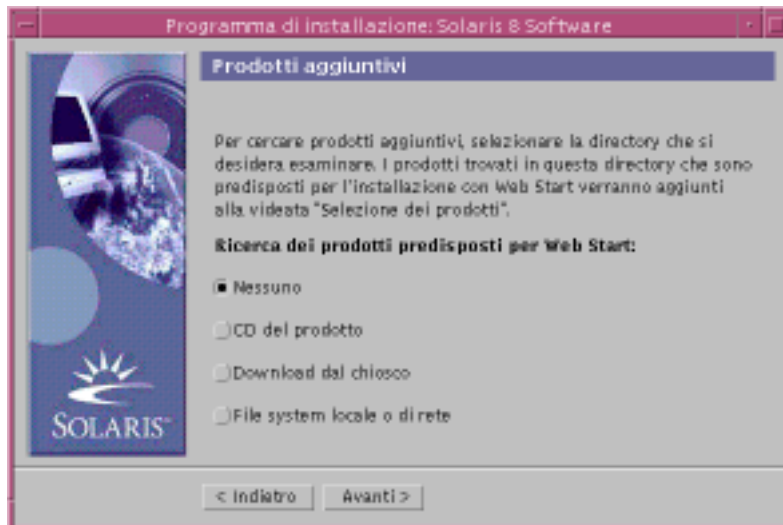 Programma di installazione: Solaris 8 Software
Prodotti aggiuntivi
Per cercare prodotti aggiuntivi, selezionare la directory che si
desidera esaminare. I prodotti trovati in questa directory che sono
predisposti per l'installazione con Web Start verranno aggiunti
alla videata "Selezione dei prodotti".
Ricerca dei prodotti predisposti per Web Start:
Nessuno
CD del prodotto
Download dal chiosco
File system locale o di rete
SOLARIS™
< Indietro
Avanti >